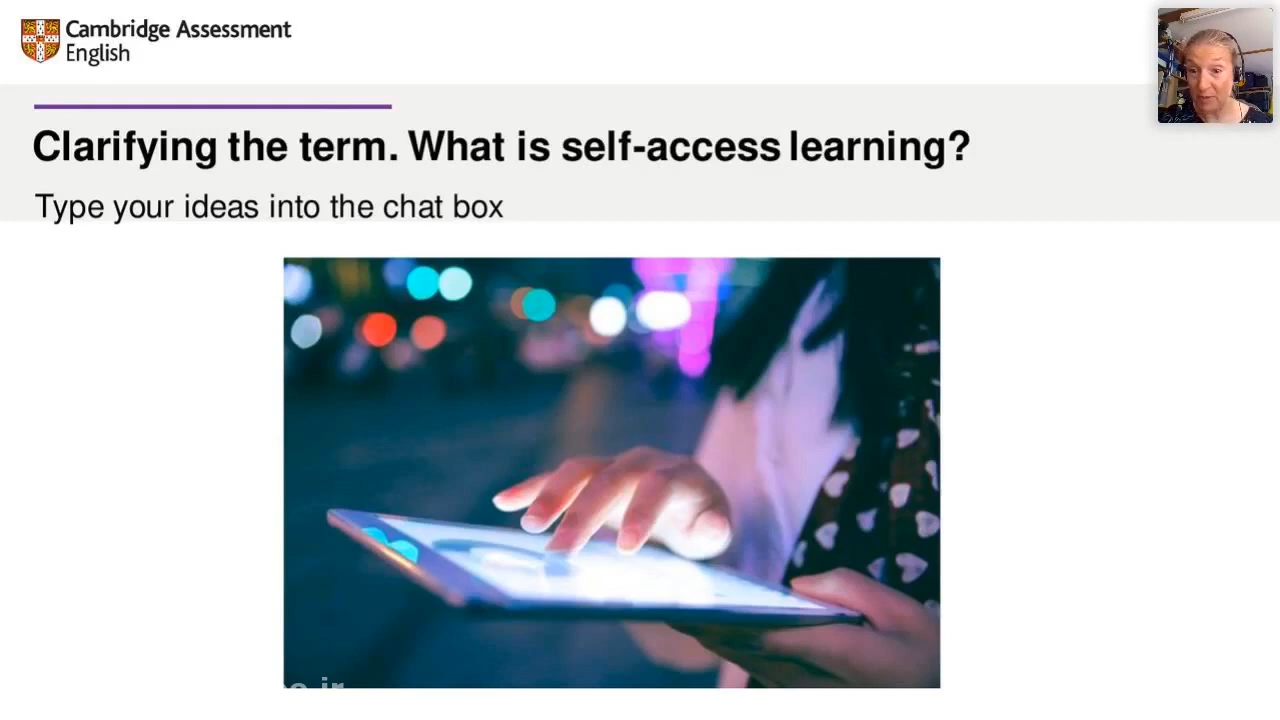 Cambridge Assessment
English
Clarifying the term. What is self-access learning?
Type your ideas into the chat box